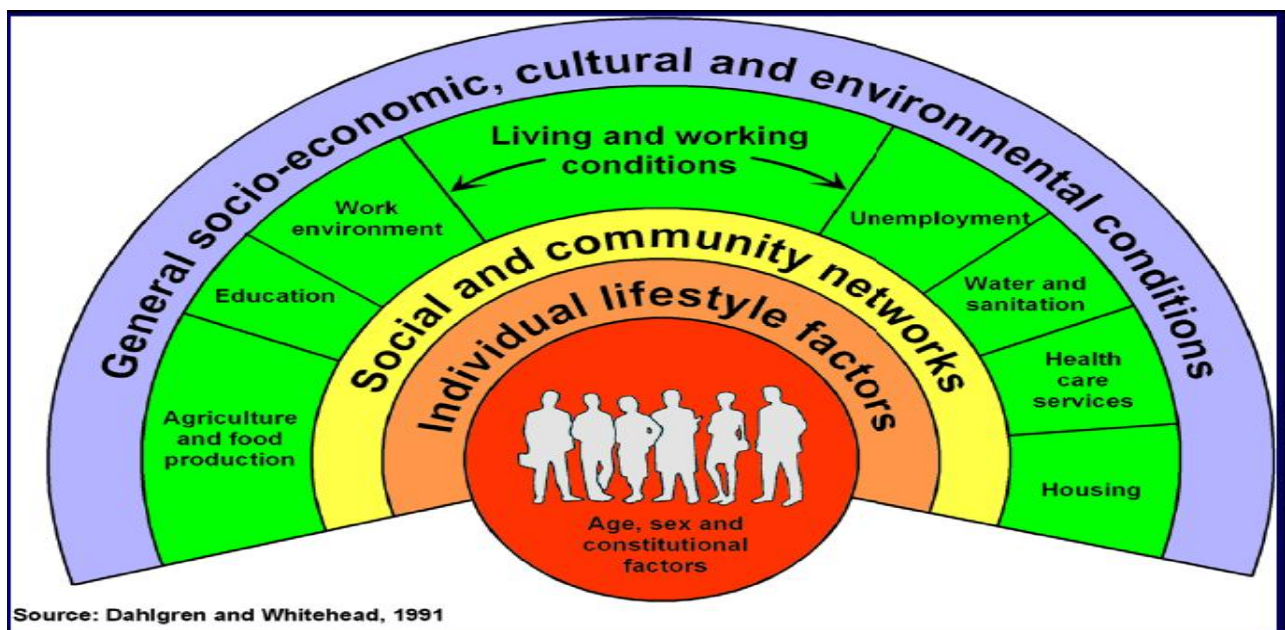 General socio-economic, cultural and environmental conditions
Living and working
conditions
Work
environment
Unemployment
Education
Water and
sanitation
Agriculture
and food
production
Health
care
services
Housing
Social and community networks
Individual lifestyle factors
Age, sex and
constitutional
factors
Source: Dahlgren and Whitehead, 1991